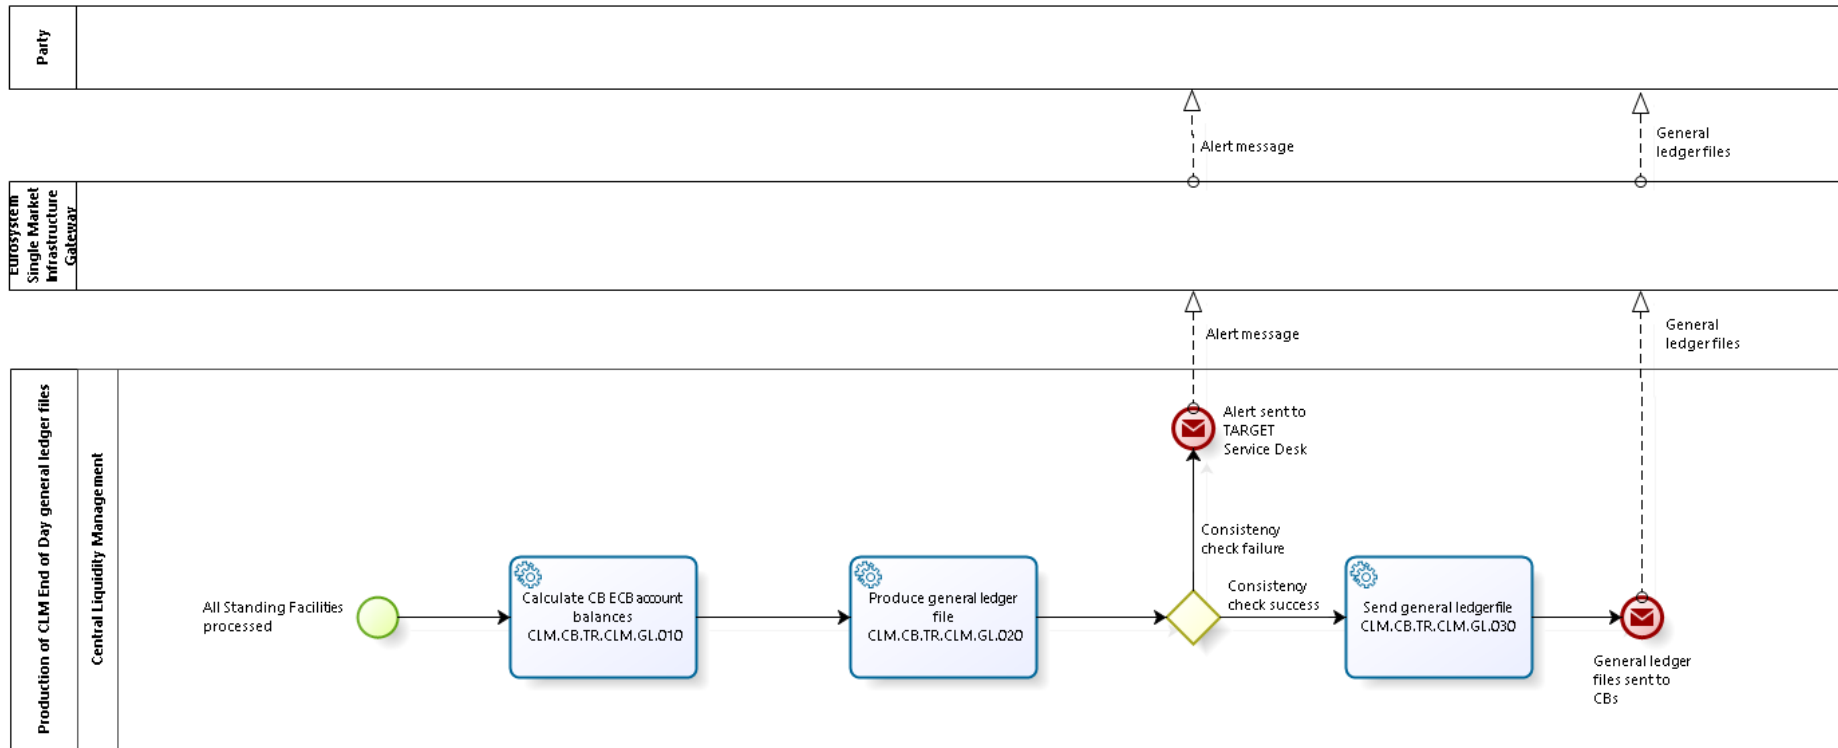 Party
Alert message
General
ledger files
Eurosystem
Single Market
Infrastructure
Gateway
Alert message
General
ledger files
Production of CLM End of Day general ledger files
Central Liquidity Management
Alert sent to
TARGET
Service Desk
Consistency
check failure
All Standing Facilities
processed
Calculate CB ECB account
balances
CLM.CB.TR.CLM.GL.010
Produce general ledger
file
CLM.CB.TR.CLM.GL.020
Consistency
check success
Send general ledger file
CLM.CB.TR.CLM.GL.030
General ledger
files sent to
CBs